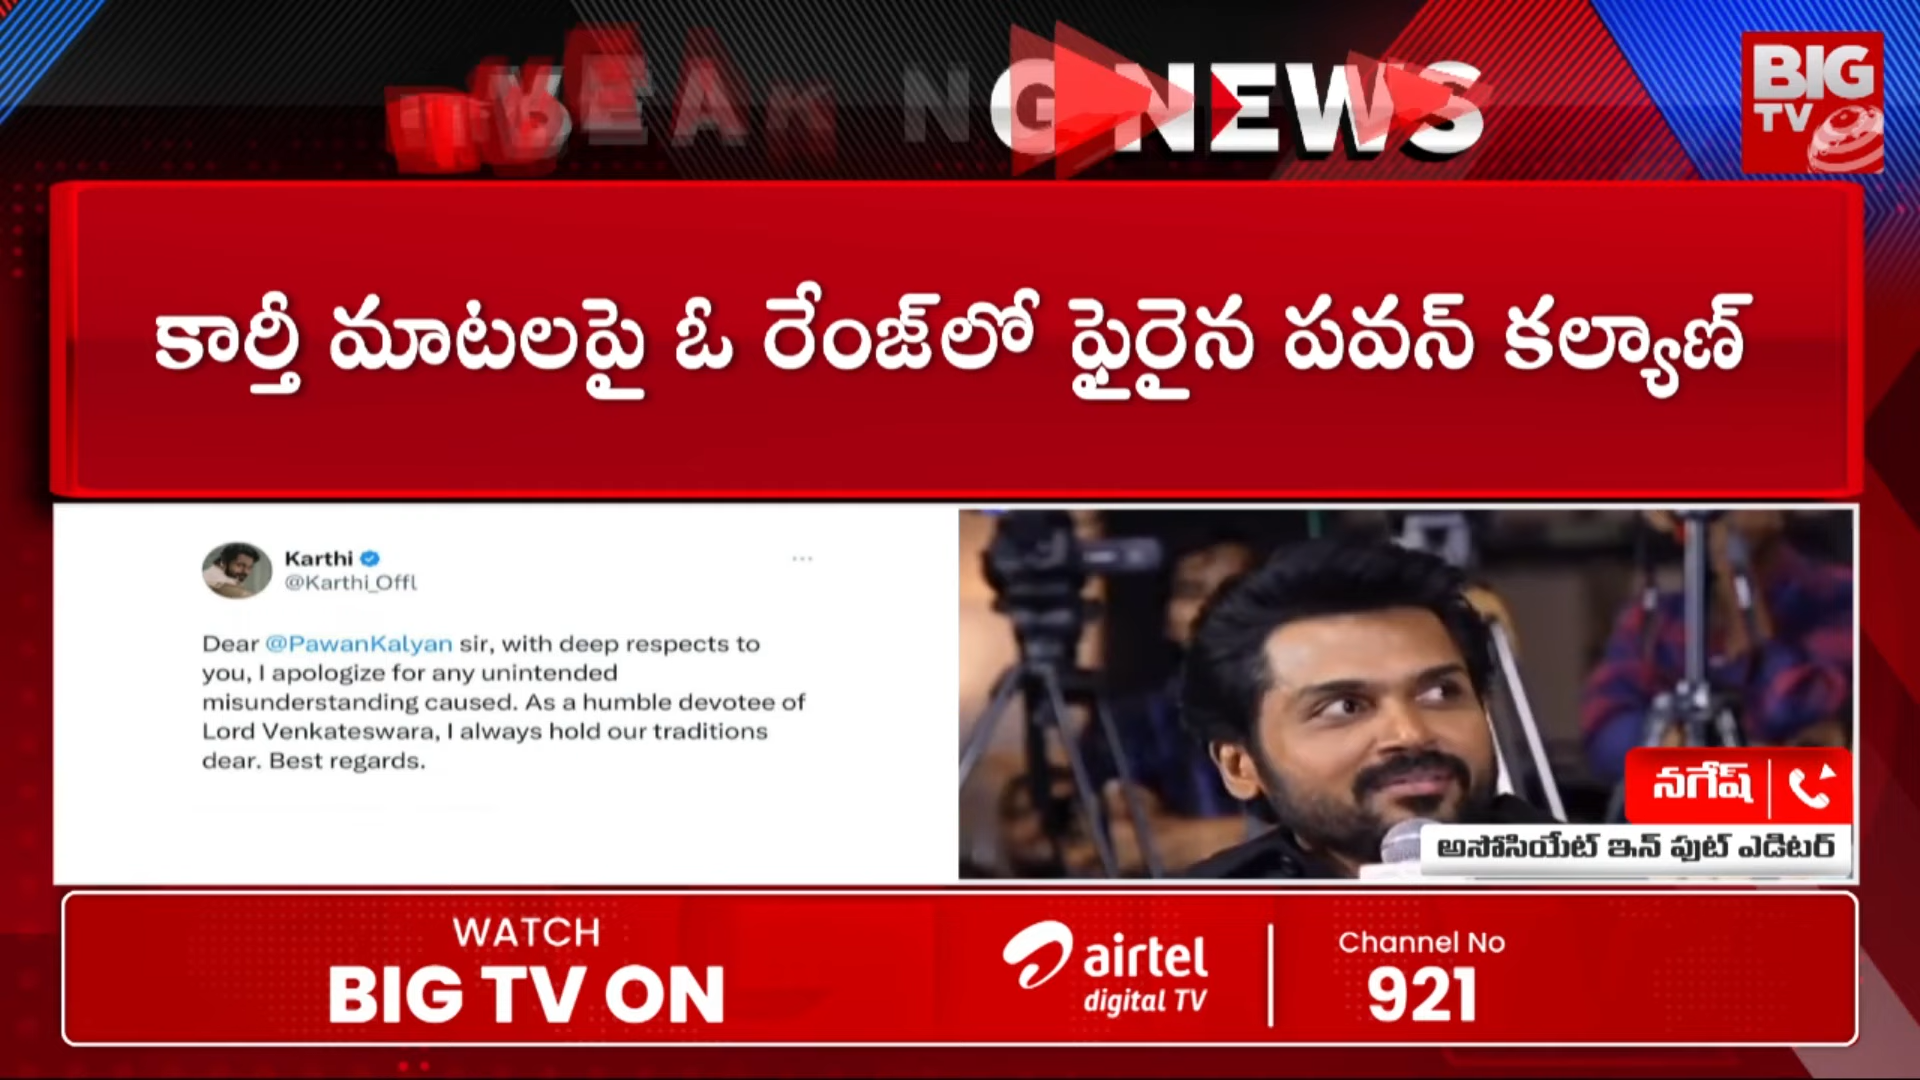 NEWS
BIG
TV
కార్తీ మాటలపై ఓ రేంజ్‌లో ఫైరైన పవన్ కల్యాణ్
Karthi
@Karthi_Offl
Dear @PawanKalyan sir, with deep respects to
you, I apologize for any unintended
misunderstanding caused. As a humble devotee of
Lord Venkateswara, I always hold our traditions
dear. Best regards.
నగేష్
అసోసియేట్ ఇన్ పుట్ ఎడిటర్
WATCH
BIG TV ON
airtel
digital TV
Channel No
921